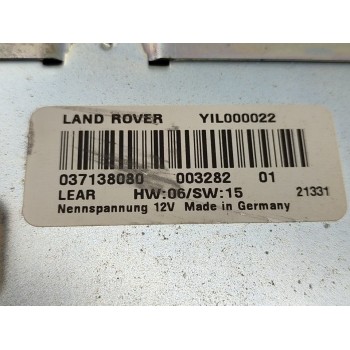 LAND ROVER YIL000022
037138080 003282 01
LEAR HW:06/SW:15 21331
Nennspannung 12V Made in Germany